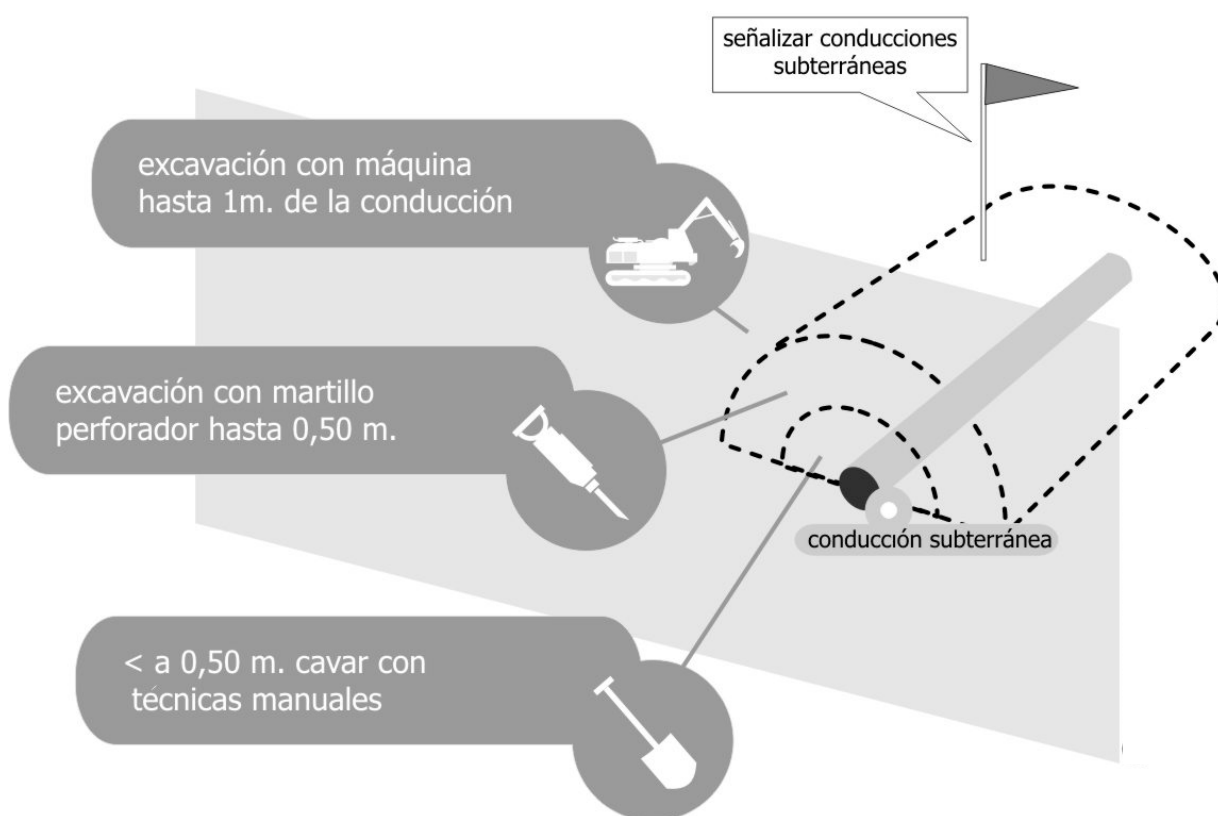 señalizar conducciones
subterráneas
excavación con máquina
hasta 1m. de la conducción
excavación con martillo
perforador hasta 0,50 m.
conducción subterránea
< a 0,50 m. cavar con
técnicas manuales